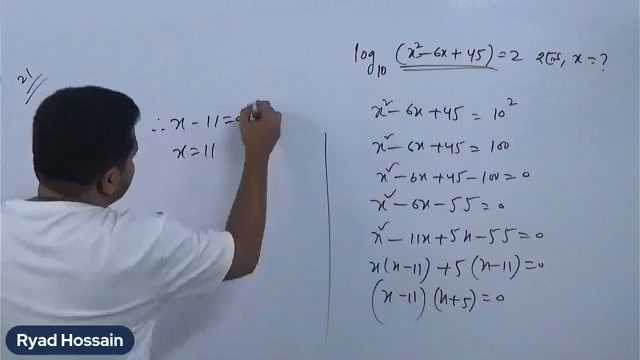 log₁₀ (x² - 6x + 45) = 2 হলে, x = ?
x² - 6x + 45 = 10²
x² - 6x + 45 = 100
x² - 6x + 45 - 100 = 0
x² - 6x - 55 = 0
x² - 11x + 5x - 55 = 0
x(x-11) + 5(x-11) = 0
(x-11)(x+5) = 0
∴ x - 11 = 0
x = 11
Ryad Hossain